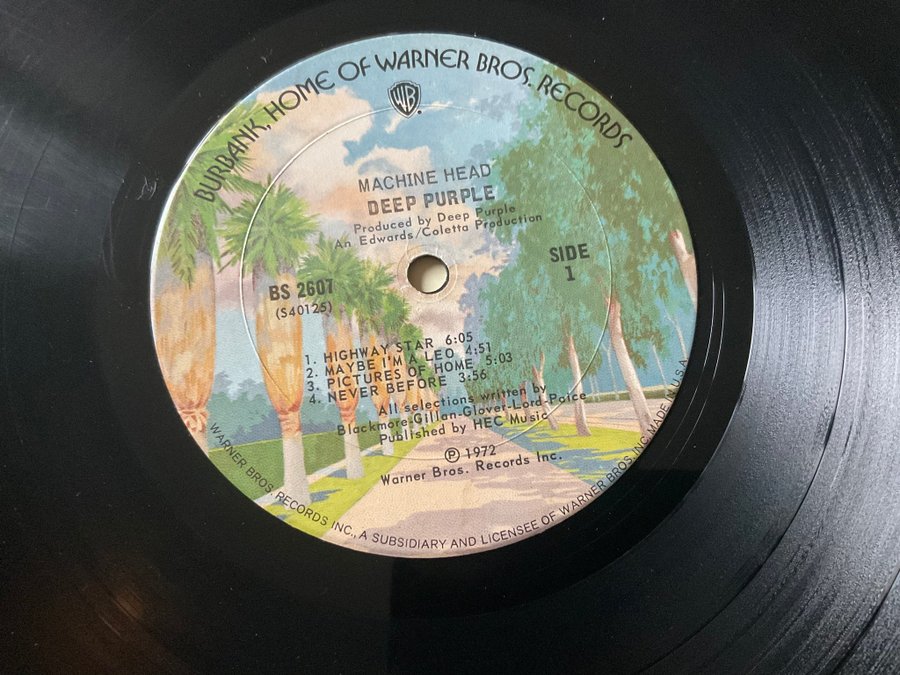 BURBANK, HOME OF WARNER BROS. RECORDS
WB
MACHINE HEAD
DEEP PURPLE
Produced by Deep Purple
An Edwards/Coletta Production
BS 2607
(S40125)
SIDE
1
1. HIGHWAY STAR 6:05
2. MAYBE I'M A LEO 4:51
3. PICTURES OF HOME 5:03
4. NEVER BEFORE 3:56
All selections written by
Blackmore-Gillan-Glover-Lord-Paice
Published by HEC Music
℗ 1972
Warner Bros. Records Inc.
WARNER BROS. RECORDS INC., A SUBSIDIARY AND LICENSEE OF WARNER BROS. INC. MADE IN U.S.A.